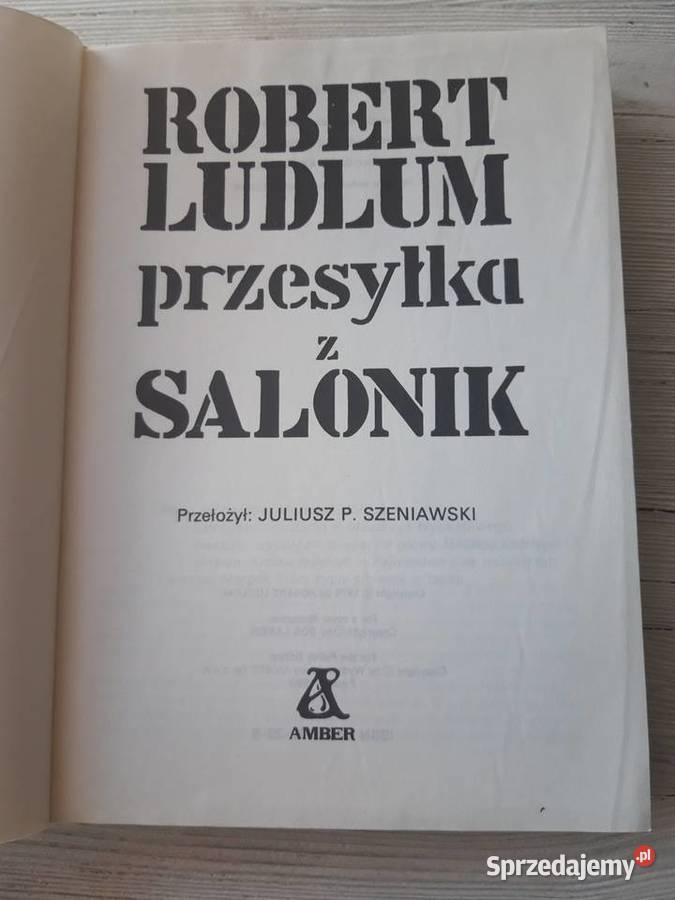 ROBERT
LUDLUM
przesyłka
z
SALONIK
Przełożył: JULIUSZ P. SZENIAWSKI
AMBER
Sprzedajemy.pl